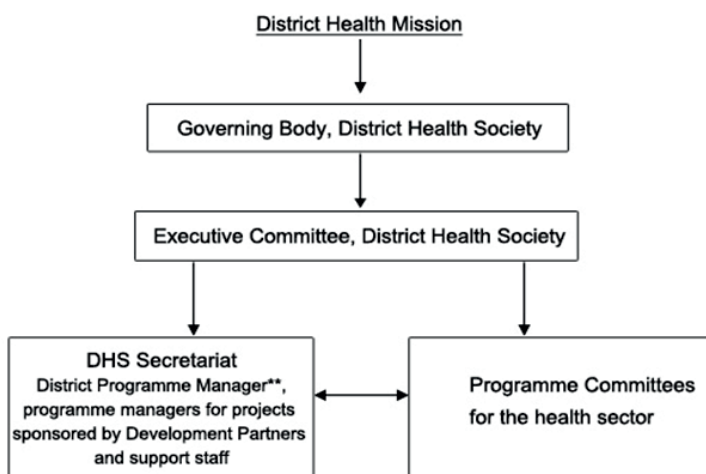 District Health Mission
Governing Body, District Health Society
Executive Committee, District Health Society
DHS Secretariat
District Programme Manager**,
programme managers for projects
sponsored by Development Partners
and support staff
Programme Committees
for the health sector